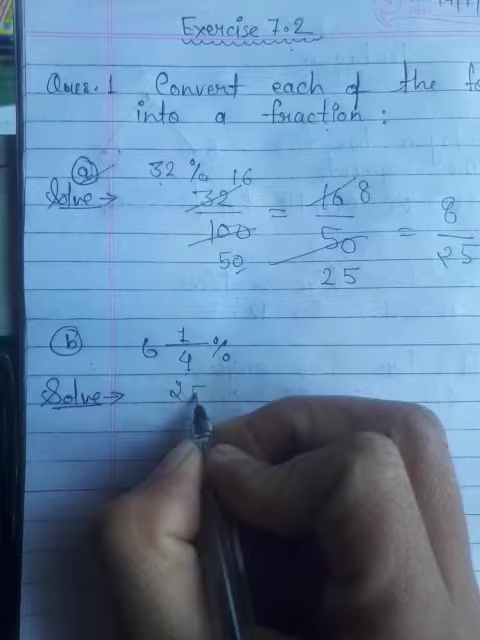 Exercise 7.2
Ques. 1 Convert each of the fo
into a fraction :
(a) 32 % 16
Solve → 32/100 = 16/50 8 = 8/25
50 25
(b) 6 1/4 %
Solve → 25